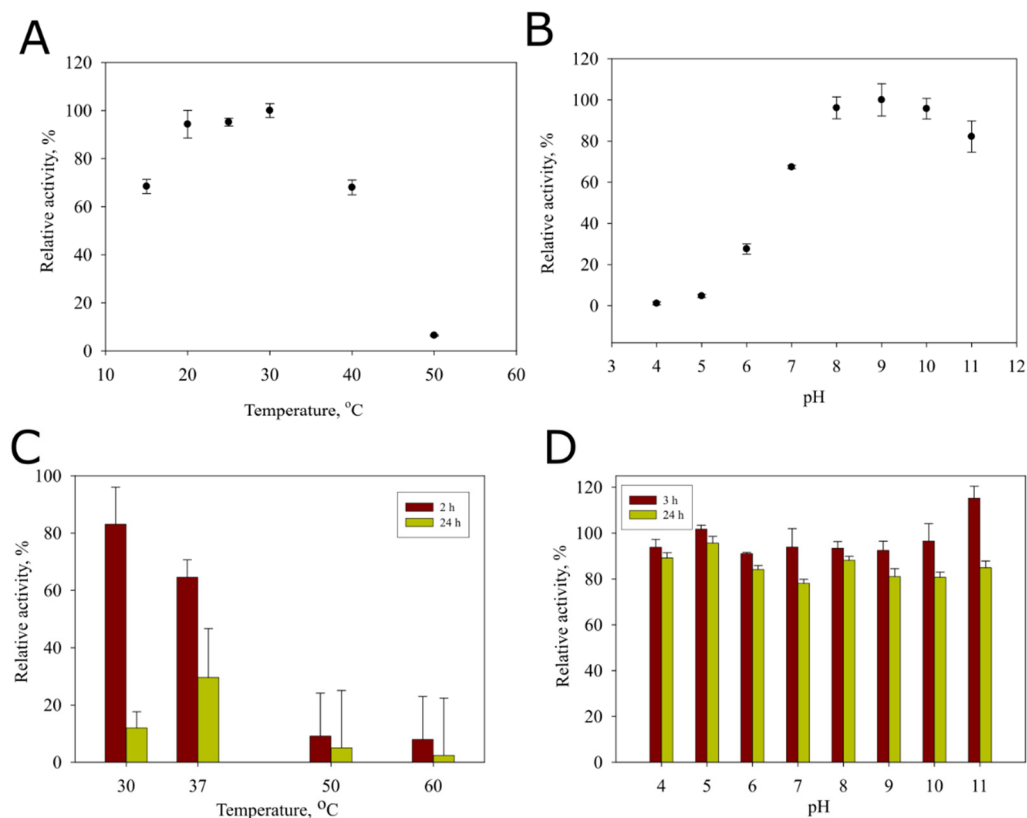 A
Relative activity, %
120
100
80
60
40
20
0
10 20 30 40 50 60
Temperature, °C
B
Relative activity, %
120
100
80
60
40
20
0
3 4 5 6 7 8 9 10 11 12
pH
C
Relative activity, %
100
80
60
40
20
0
2 h
24 h
30 37 50 60
Temperature, °C
D
Relative activity, %
120
100
80
60
40
20
0
3 h
24 h
4 5 6 7 8 9 10 11
pH